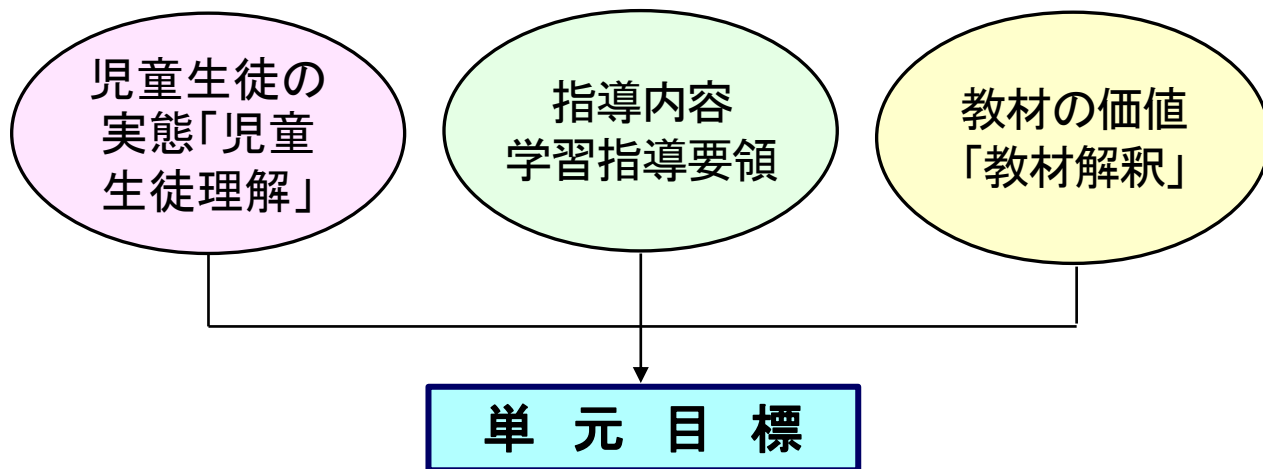 児童生徒の
実態「児童
生徒理解」
指導内容
学習指導要領
教材の価値
「教材解釈」
単 元 目 標